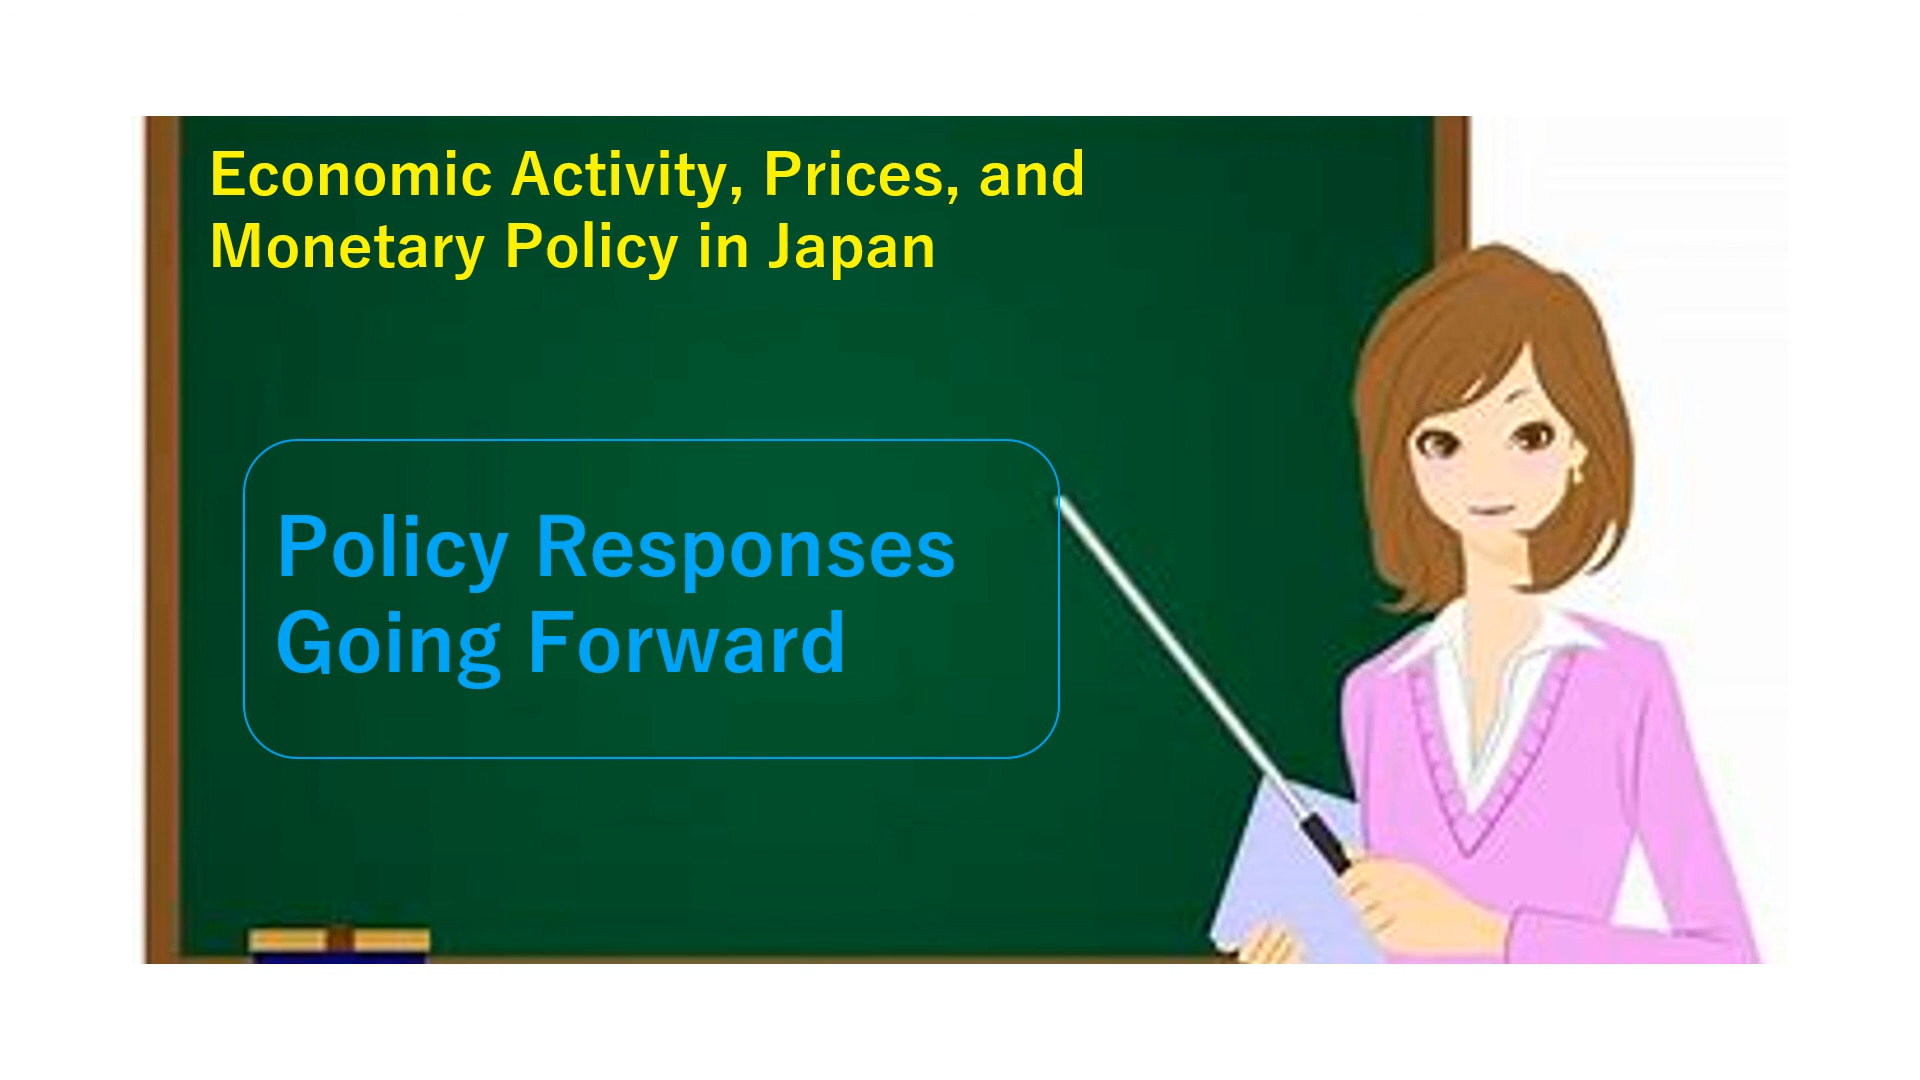 Economic Activity, Prices, and
Monetary Policy in Japan
Policy Responses
Going Forward